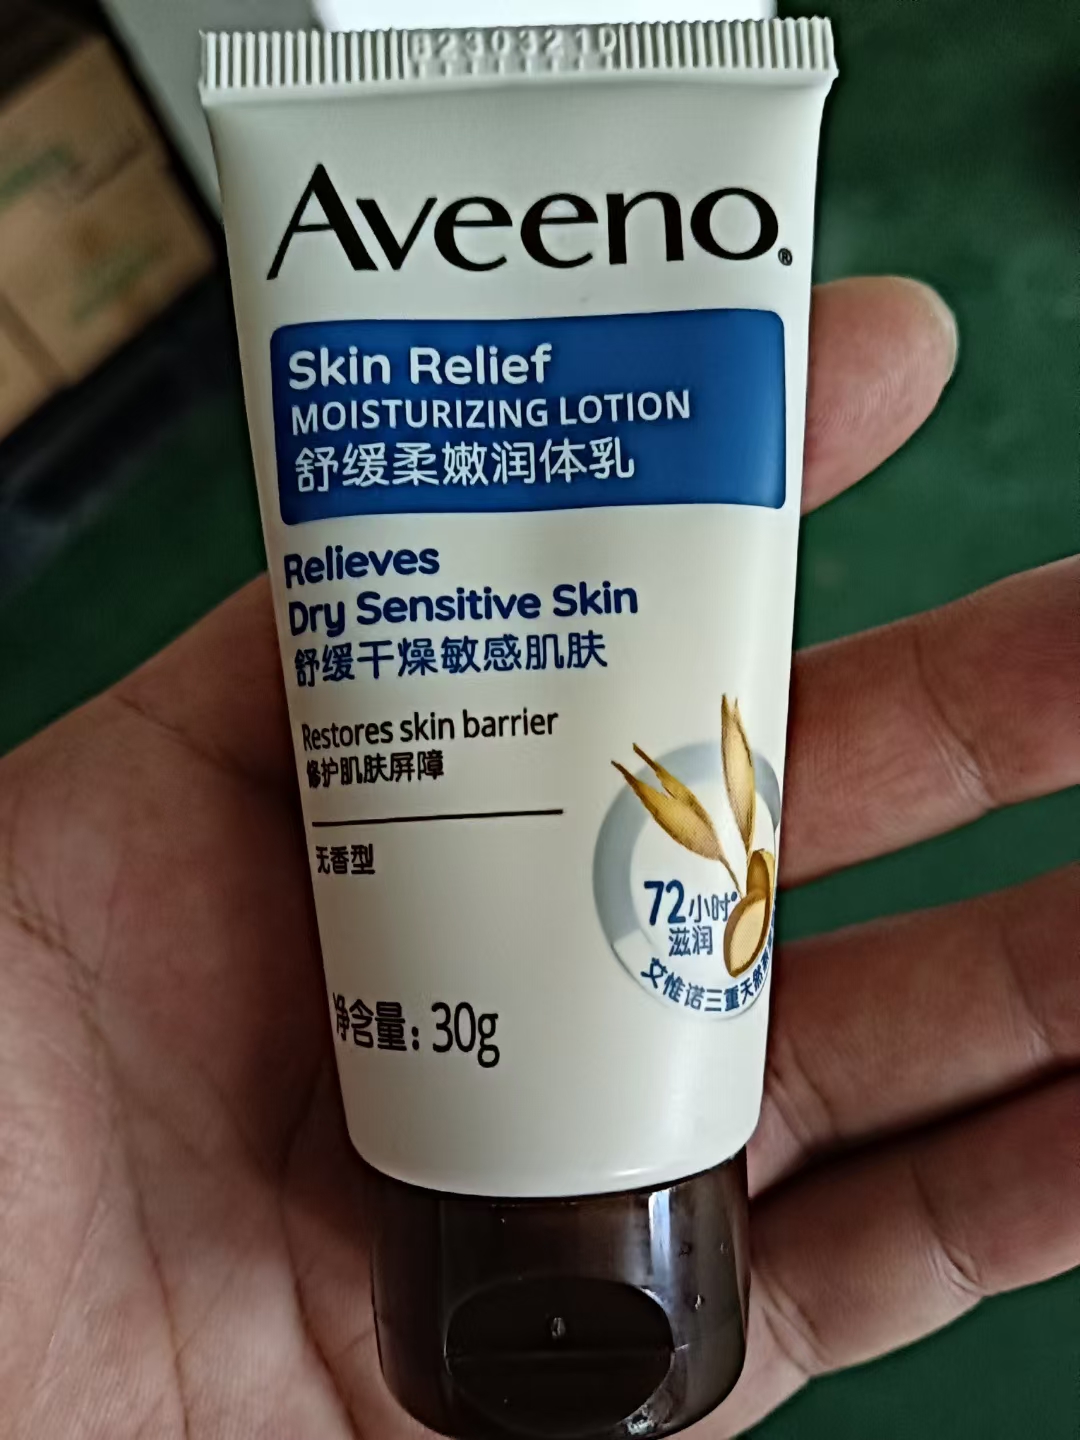 Aveeno®
Skin Relief
MOISTURIZING LOTION
舒缓柔嫩润体乳
Relieves
Dry Sensitive Skin
舒缓干燥敏感肌肤
Restores skin barrier
修护肌肤屏障
无香型
72小时
滋润
艾惟诺三重天然
净含量：30g